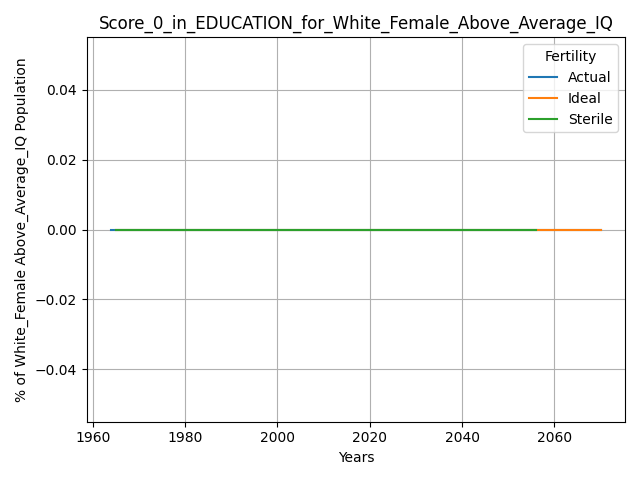 Score_0_in_EDUCATION_for_White_Female_Above_Average_IQ
% of White_Female Above_Average_IQ Population
0.04
0.02
0.00
−0.02
−0.04
Fertility
Actual
Ideal
Sterile
1960 1980 2000 2020 2040 2060
Years